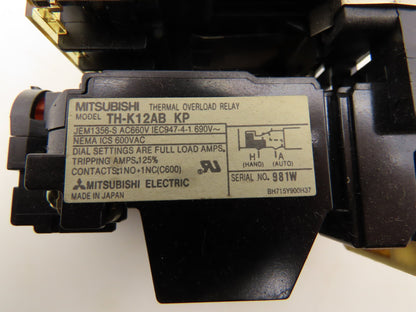 MITSUBISHI THERMAL OVERLOAD RELAY
MODEL TH-K12AB KP
JEM1356-S AC660V IEC947-4-1 690V~
NEMA ICS 600VAC
DIAL SETTINGS ARE FULL LOAD AMPS.
TRIPPING AMPS.125%
CONTACTS:1NO+1NC(C600)
MITSUBISHI ELECTRIC
MADE IN JAPAN
H A
(HAND) (AUTO)
SERIAL NO. 981W
BH715Y900H37